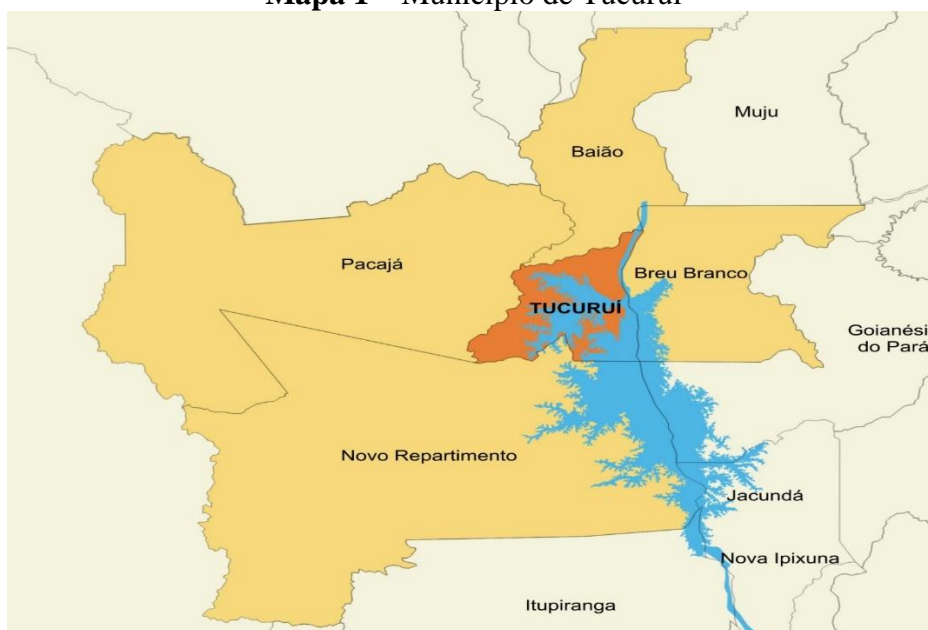 Mapa 1 – Município de Tucuruí
Muju
Baião
Pacajá
Breu Branco
TUCURUÍ
Goianési
do Pará
Novo Repartimento
Jacundá
Nova Ipixuna
Itupiranga